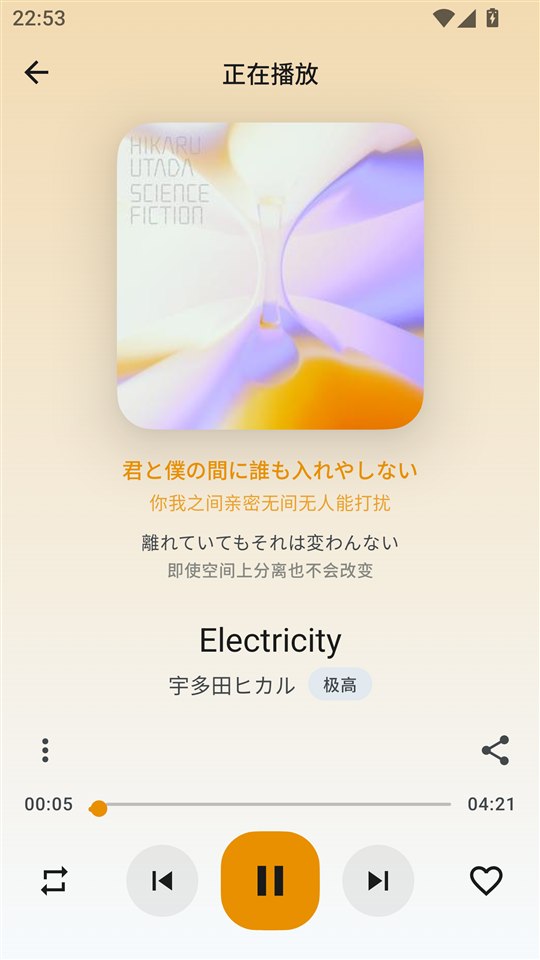 22:53
正在播放
HIKARU
UTADA
SCIENCE
FICTION
君と僕の間に誰も入れやしない
你我之间亲密无间无人能打扰
離れていてもそれは変わんない
即使空间上分离也不会改变
Electricity
宇多田ヒカル 极高
00:05 04:21